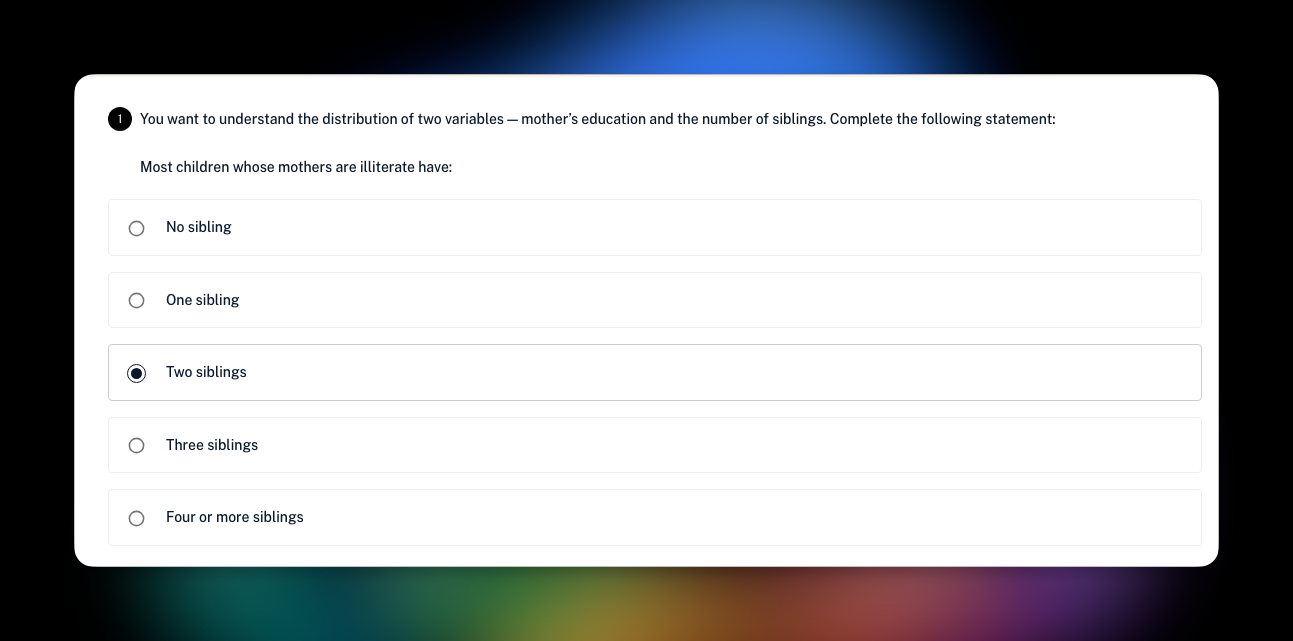 1 You want to understand the distribution of two variables — mother’s education and the number of siblings. Complete the following statement:
Most children whose mothers are illiterate have:
No sibling
One sibling
Two siblings
Three siblings
Four or more siblings